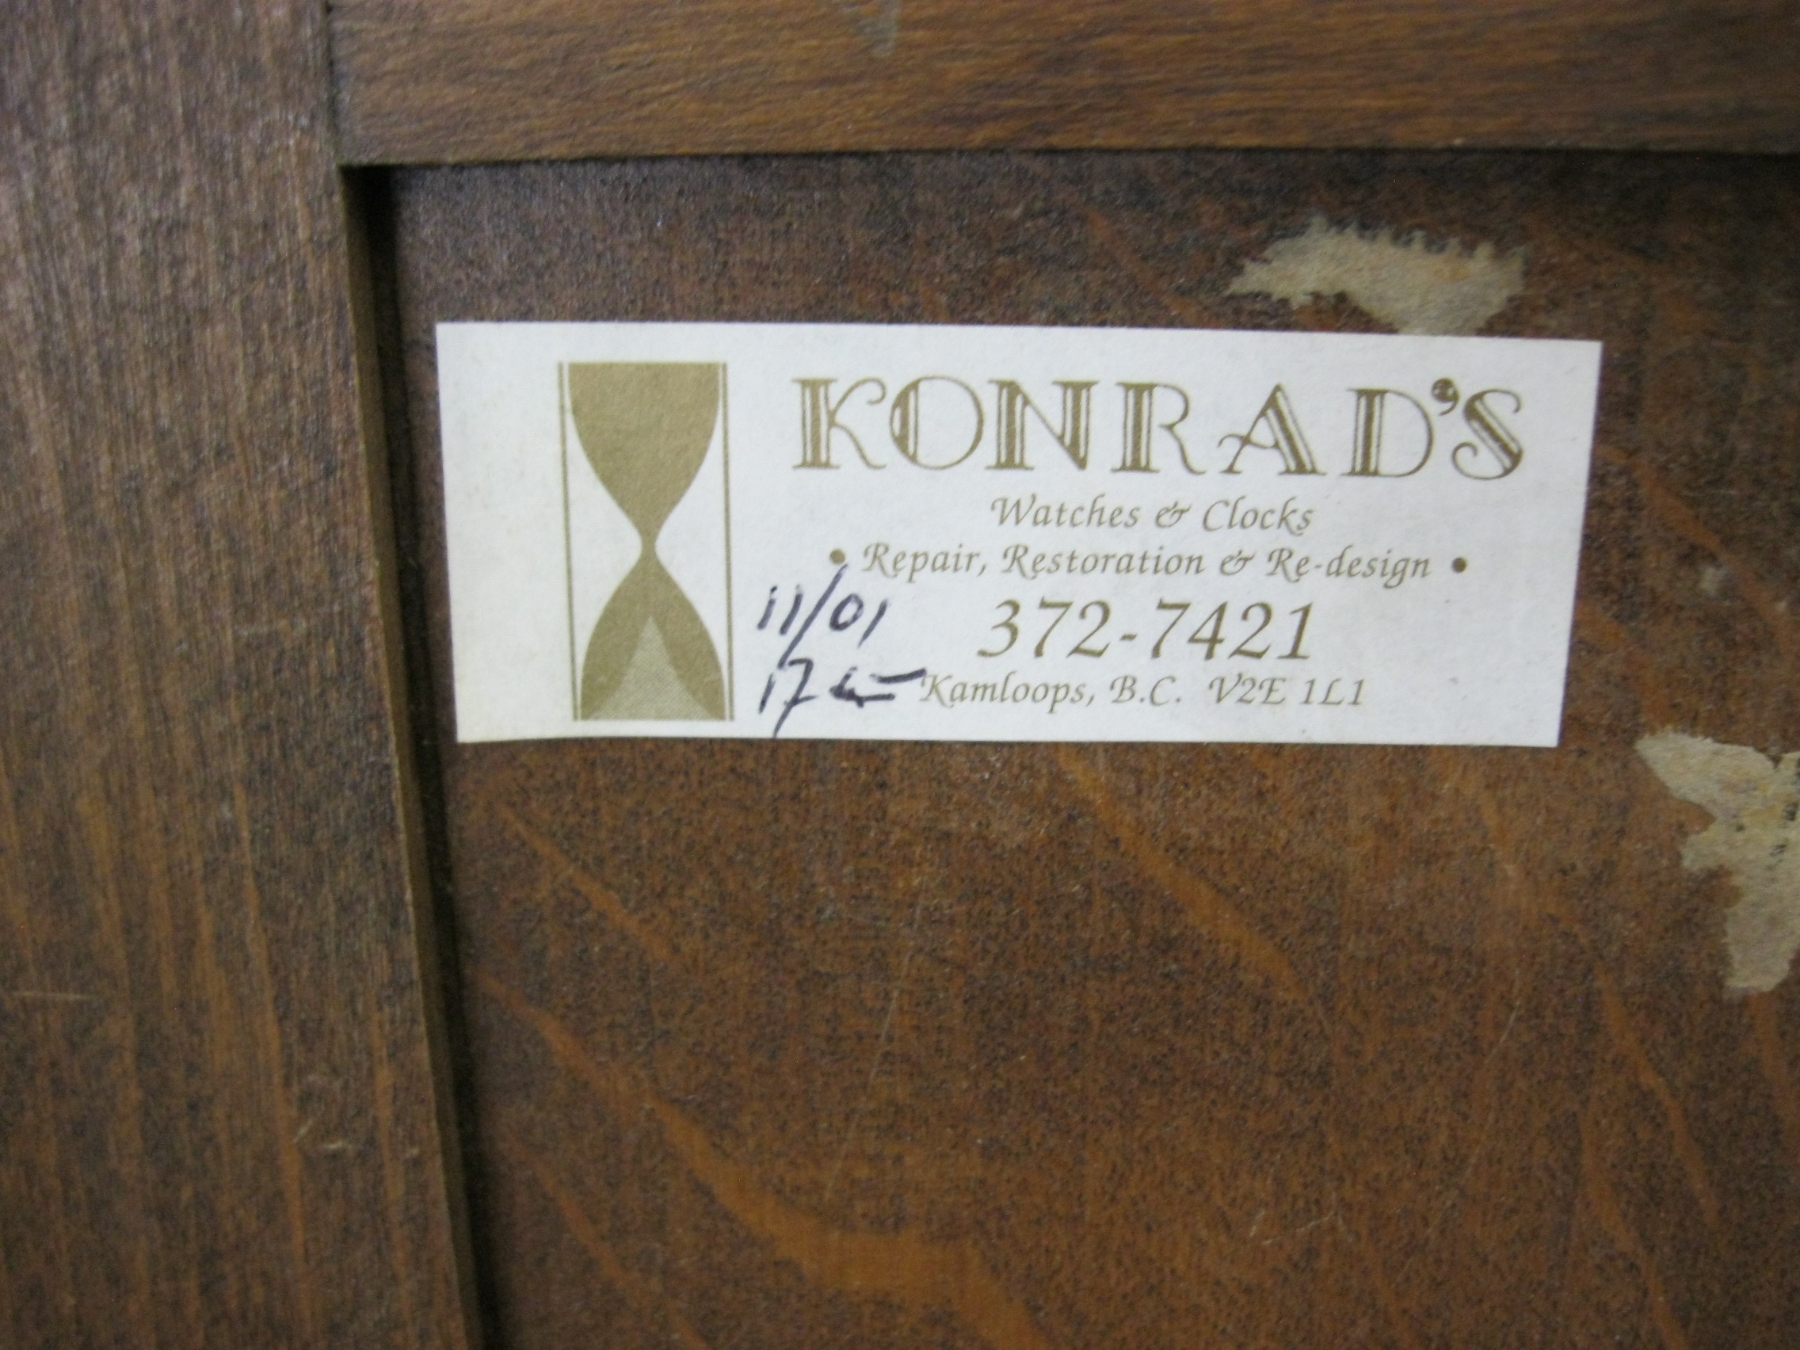 KONRAD'S
Watches & Clocks
• Repair, Restoration & Re-design •
11/01
372-7421
Kamloops, B.C. V2E 1L1